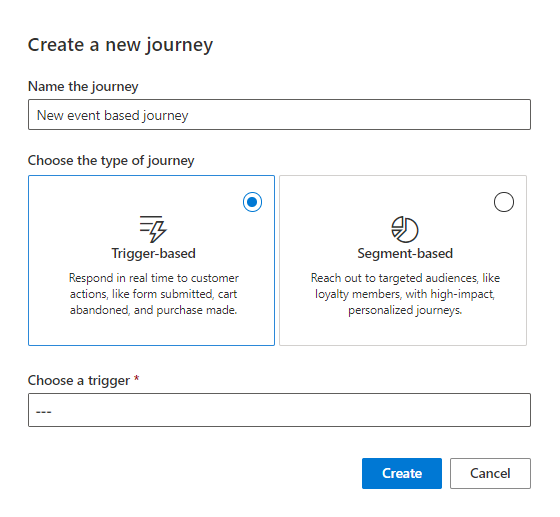 Create a new journey
Name the journey
New event based journey
Choose the type of journey
Trigger-based
Respond in real time to customer
actions, like form submitted, cart
abandoned, and purchase made.
Segment-based
Reach out to targeted audiences, like
loyalty members, with high-impact,
personalized journeys.
Choose a trigger *
---
Create
Cancel